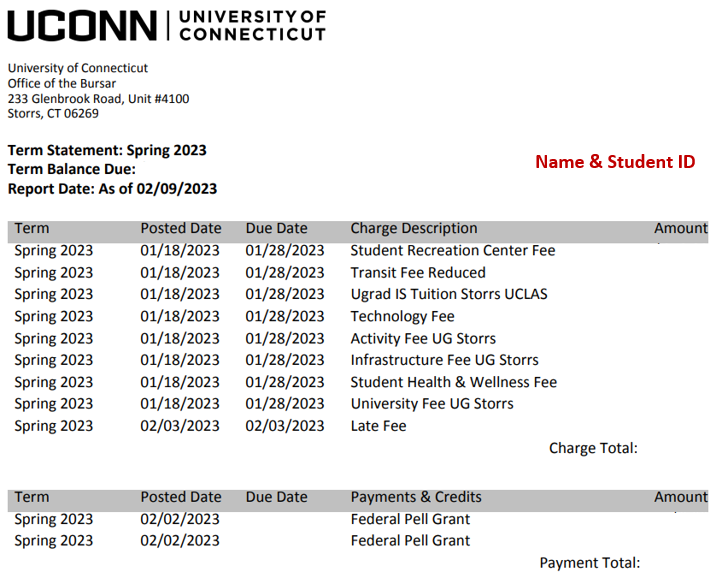 UCONN | UNIVERSITY OF
CONNECTICUT
University of Connecticut
Office of the Bursar
233 Glenbrook Road, Unit #4100
Storrs, CT 06269
Term Statement: Spring 2023
Term Balance Due:
Report Date: As of 02/09/2023
Name & Student ID
Term Posted Date Due Date Charge Description Amount
Spring 2023 01/18/2023 01/28/2023 Student Recreation Center Fee
Spring 2023 01/18/2023 01/28/2023 Transit Fee Reduced
Spring 2023 01/18/2023 01/28/2023 Ugrad IS Tuition Storrs UCLAS
Spring 2023 01/18/2023 01/28/2023 Technology Fee
Spring 2023 01/18/2023 01/28/2023 Activity Fee UG Storrs
Spring 2023 01/18/2023 01/28/2023 Infrastructure Fee UG Storrs
Spring 2023 01/18/2023 01/28/2023 Student Health & Wellness Fee
Spring 2023 01/18/2023 01/28/2023 University Fee UG Storrs
Spring 2023 02/03/2023 02/03/2023 Late Fee
Charge Total:
Term Posted Date Due Date Payments & Credits Amount
Spring 2023 02/02/2023 Federal Pell Grant
Spring 2023 02/02/2023 Federal Pell Grant
Payment Total: